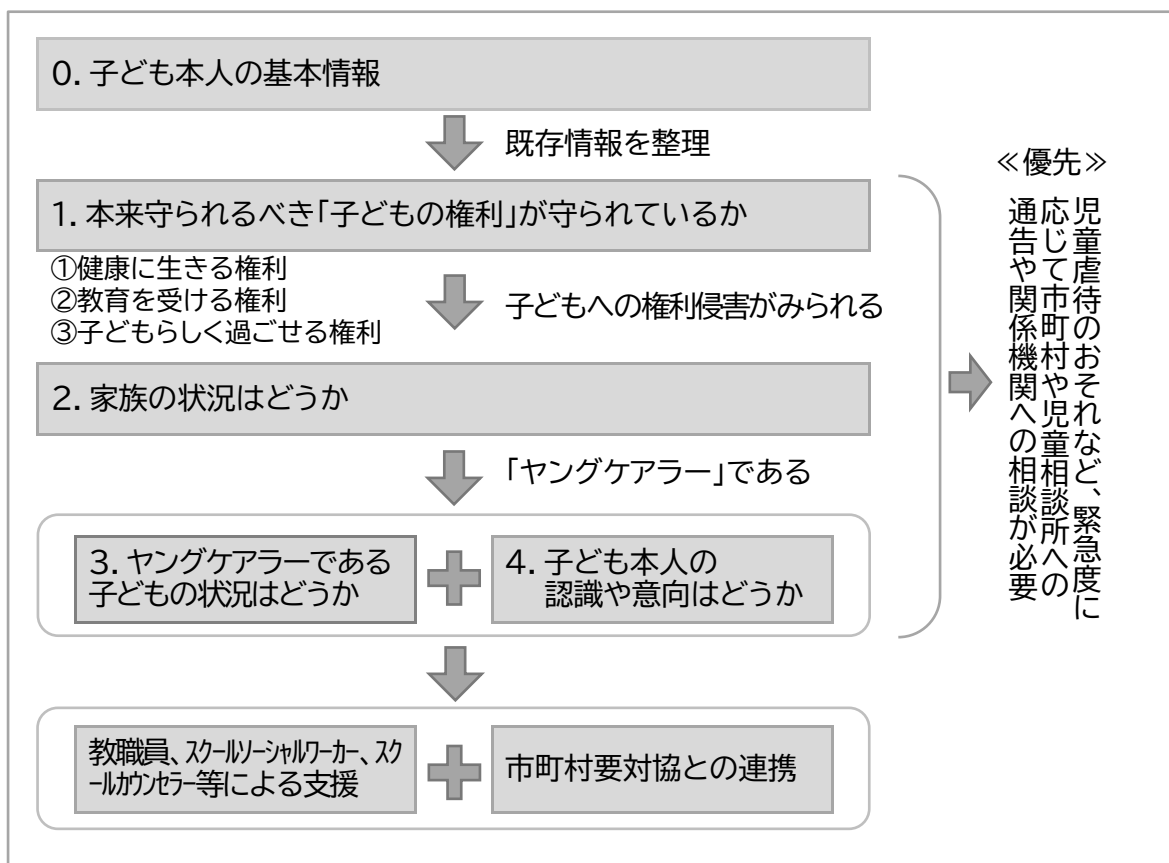 0. 子ども本人の基本情報
既存情報を整理
1. 本来守られるべき「子どもの権利」が守られているか
①健康に生きる権利
②教育を受ける権利
③子どもらしく過ごせる権利
子どもへの権利侵害がみられる
2. 家族の状況はどうか
「ヤングケアラー」である
3. ヤングケアラーである
子どもの状況はどうか
4. 子ども本人の
認識や意向はどうか
教職員、スクールソーシャルワーカー、スク
ールカウンセラー等による支援
市町村要対協との連携
≪優先≫
児童虐待のおそれなど、緊急度に
応じて市町村や児童相談所への
通告や関係機関への相談が必要